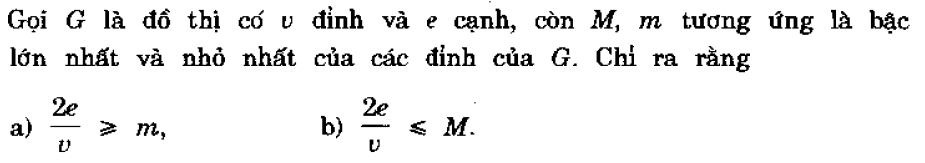 Gọi G là đồ thị có v đỉnh và e cạnh, còn M, m tương ứng là bậc
lớn nhất và nhỏ nhất của các đỉnh của G. Chỉ ra rằng
a) 2e/v ⩾ m, b) 2e/v ⩽ M.